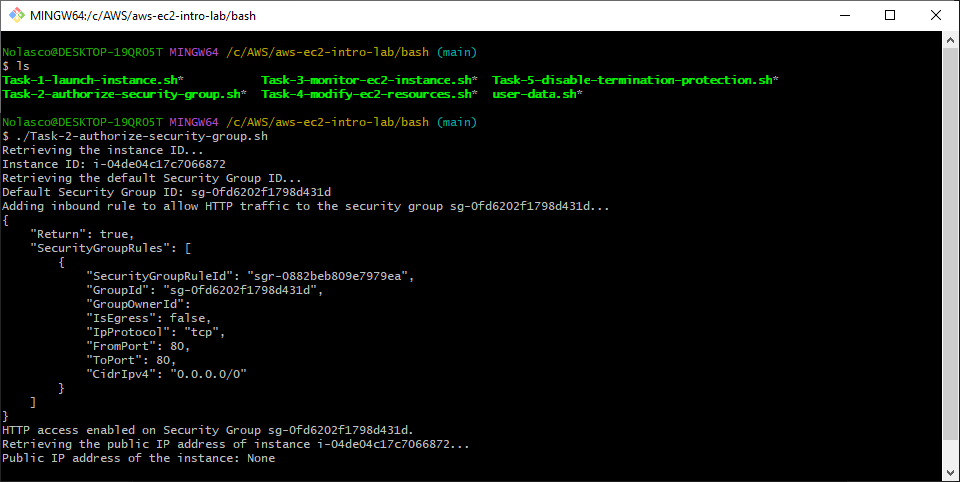 MINGW64:/c/AWS/aws-ec2-intro-lab/bash
Nolasco@DESKTOP-19QRO5T MINGW64 /c/AWS/aws-ec2-intro-lab/bash (main)
$ ls
Task-1-launch-instance.sh* Task-3-monitor-ec2-instance.sh* Task-5-disable-termination-protection.sh*
Task-2-authorize-security-group.sh* Task-4-modify-ec2-resources.sh* user-data.sh*
Nolasco@DESKTOP-19QRO5T MINGW64 /c/AWS/aws-ec2-intro-lab/bash (main)
$ ./Task-2-authorize-security-group.sh
Retrieving the instance ID...
Instance ID: i-04de04c17c7066872
Retrieving the default Security Group ID...
Default Security Group ID: sg-0fd6202f1798d431d
Adding inbound rule to allow HTTP traffic to the security group sg-0fd6202f1798d431d...
{
    "Return": true,
    "SecurityGroupRules": [
        {
            "SecurityGroupRuleId": "sgr-0882beb809e7979ea",
            "GroupId": "sg-0fd6202f1798d431d",
            "GroupOwnerId":
            "IsEgress": false,
            "IpProtocol": "tcp",
            "FromPort": 80,
            "ToPort": 80,
            "CidrIpv4": "0.0.0.0/0"
        }
    ]
}
HTTP access enabled on Security Group sg-0fd6202f1798d431d.
Retrieving the public IP address of instance i-04de04c17c7066872...
Public IP address of the instance: None